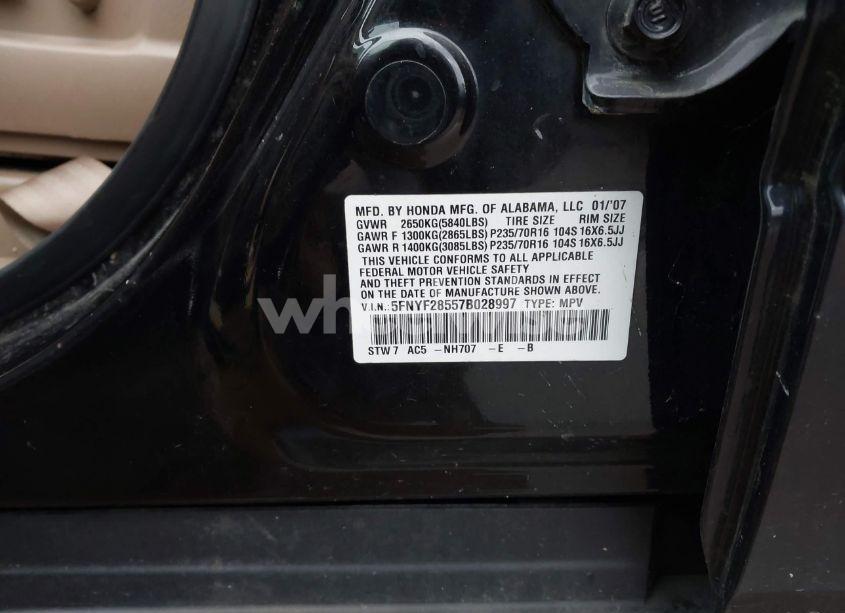 MFD. BY HONDA MFG. OF ALABAMA, LLC 01/'07
GVWR 2650KG(5840LBS) TIRE SIZE RIM SIZE
GAWR F 1300KG(2865LBS) P235/70R16 104S 16X6.5JJ
GAWR R 1400KG(3085LBS) P235/70R16 104S 16X6.5JJ
THIS VEHICLE CONFORMS TO ALL APPLICABLE
FEDERAL MOTOR VEHICLE SAFETY
AND THEFT PREVENTION STANDARDS IN EFFECT
ON THE DATE OF MANUFACTURE SHOWN ABOVE.
V.I.N.: 5FNYF28557B028997 TYPE: MPV
STW7 AC5 -NH707 -E -B